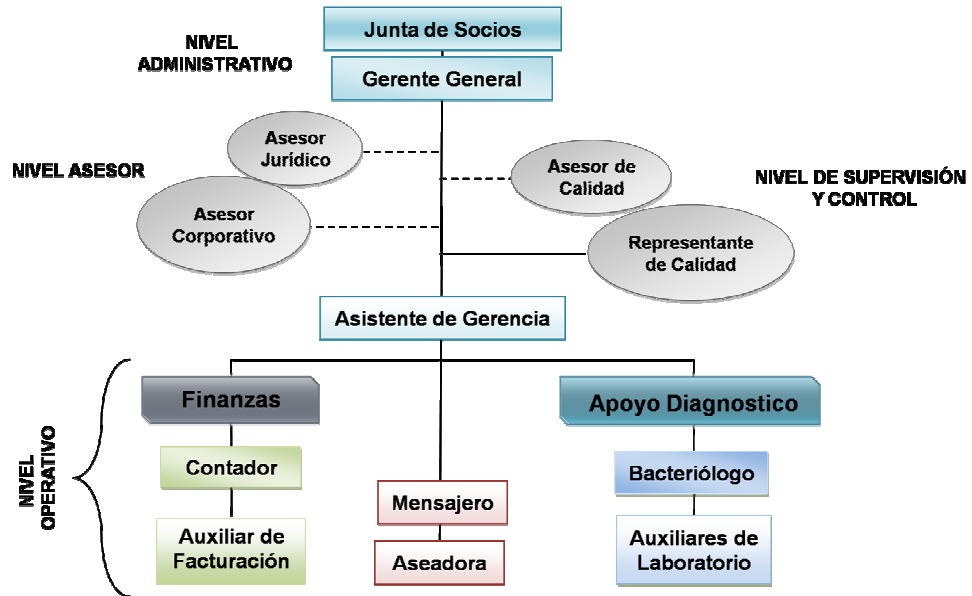 Junta de Socios
NIVEL
ADMINISTRATIVO
Gerente General
Asesor
Jurídico
NIVEL ASESOR
Asesor
Corporativo
Asesor de
Calidad
NIVEL DE SUPERVISIÓN
Y CONTROL
Representante
de Calidad
Asistente de Gerencia
NIVEL
OPERATIVO
Finanzas
Contador
Auxiliar de
Facturación
Mensajero
Aseadora
Apoyo Diagnostico
Bacteriólogo
Auxiliares de
Laboratorio